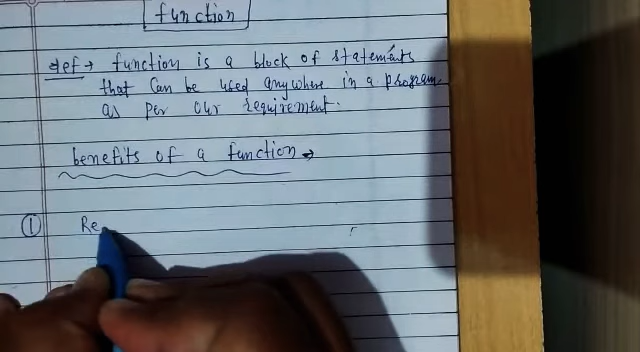 function
def → function is a block of statements
that can be used anywhere in a program
as per our requirement.
benefits of a function →
① Re